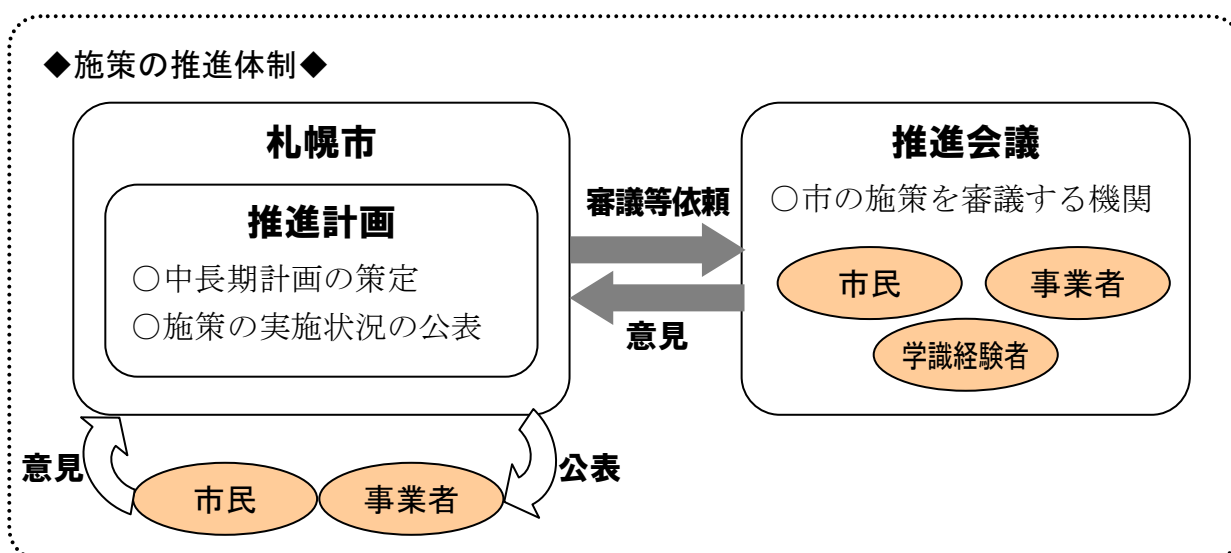 ◆施策の推進体制◆
札幌市
推進計画
○中長期計画の策定
○施策の実施状況の公表
審議等依頼
意見
推進会議
○市の施策を審議する機関
市民
事業者
学識経験者
意見
市民
事業者
公表